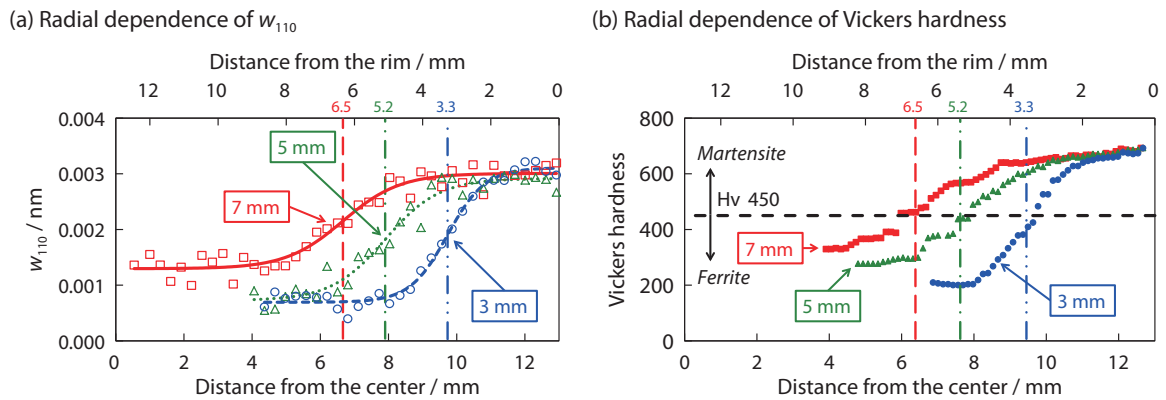 (a) Radial dependence of w₁₁₀
Distance from the rim / mm
12 10 8 6 4 2 0
6.5 5.2 3.3
0.004
0.003
0.002
0.001
0.000
w₁₁₀ / nm
5 mm
7 mm
3 mm
0 2 4 6 8 10 12
Distance from the center / mm
(b) Radial dependence of Vickers hardness
Distance from the rim / mm
12 10 8 6 4 2 0
6.5 5.2 3.3
800
600
400
200
0
Vickers hardness
Martensite
Hv 450
Ferrite
7 mm
5 mm
3 mm
0 2 4 6 8 10 12
Distance from the center / mm